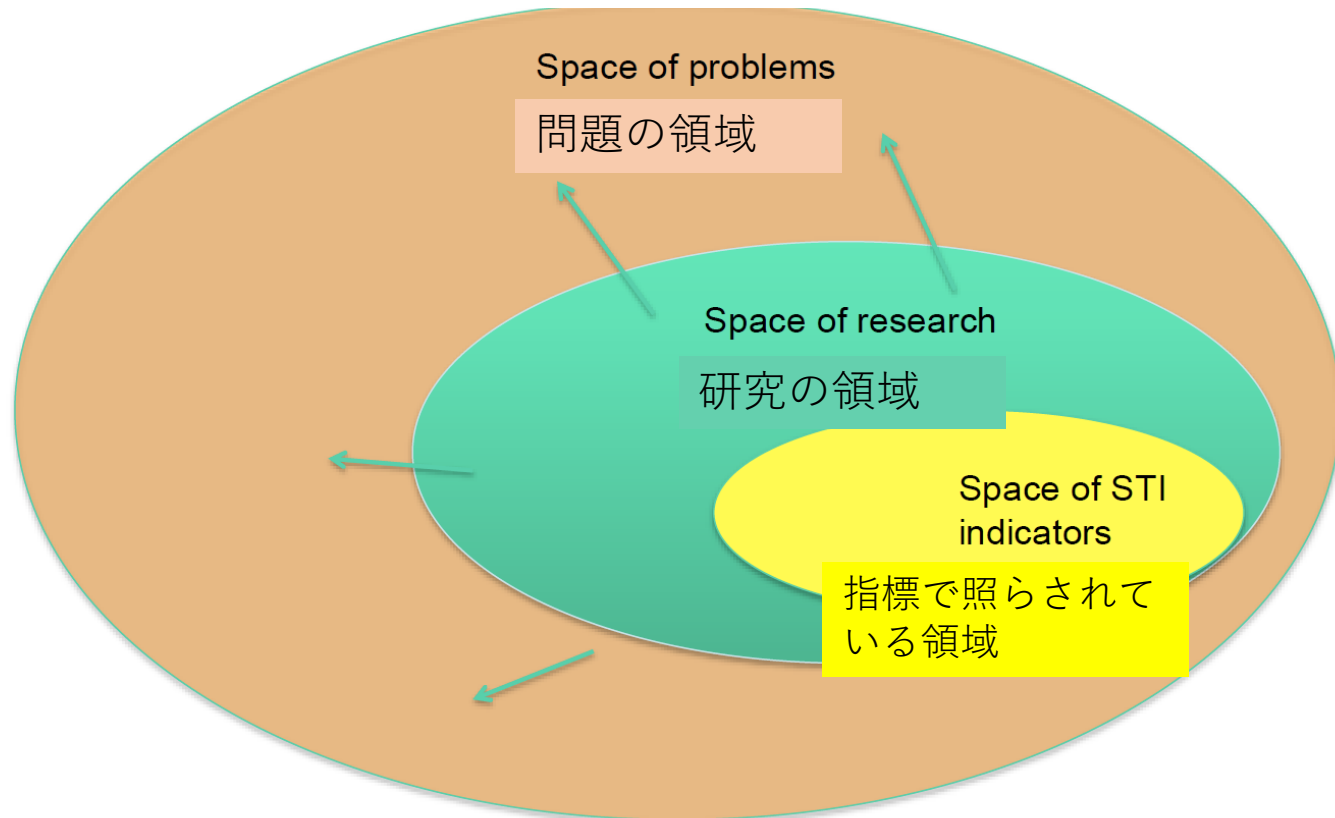 Space of problems
問題の領域
Space of research
研究の領域
Space of STI
indicators
指標で照らされて
いる領域